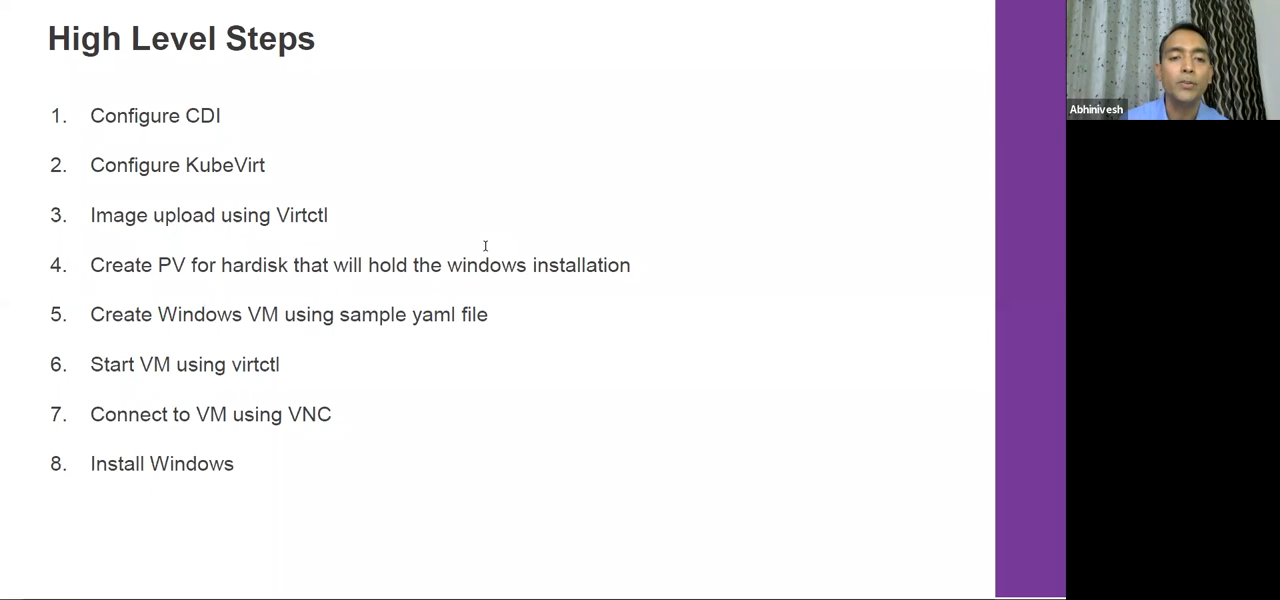 High Level Steps
1. Configure CDI
2. Configure KubeVirt
3. Image upload using Virtctl
4. Create PV for hardisk that will hold the windows installation
5. Create Windows VM using sample yaml file
6. Start VM using virtctl
7. Connect to VM using VNC
8. Install Windows
Abhinivesh